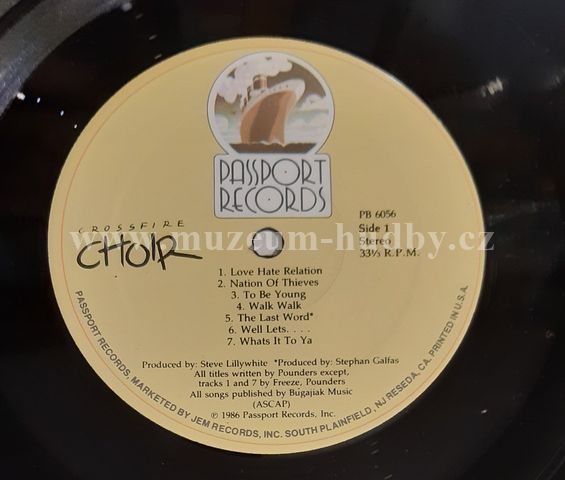 PASSPORT
RECORDS
CROSSFIRE
CHOIR
PB 6056
Side 1
Stereo
33⅓ R.P.M.
www.muzeum-hudby.cz
1. Love Hate Relation
2. Nation Of Thieves
3. To Be Young
4. Walk Walk
5. The Last Word*
6. Well Lets. . . .
7. Whats It To Ya
Produced by: Steve Lillywhite *Produced by: Stephan Galfas
All titles written by Pounders except,
tracks 1 and 7 by Freeze, Pounders
All songs published by Bugajiak Music
(ASCAP)
℗ 1986 Passport Records, Inc.
PASSPORT RECORDS, MARKETED BY JEM RECORDS, INC. SOUTH PLAINFIELD, NJ RESEDA, CA. PRINTED IN U.S.A.